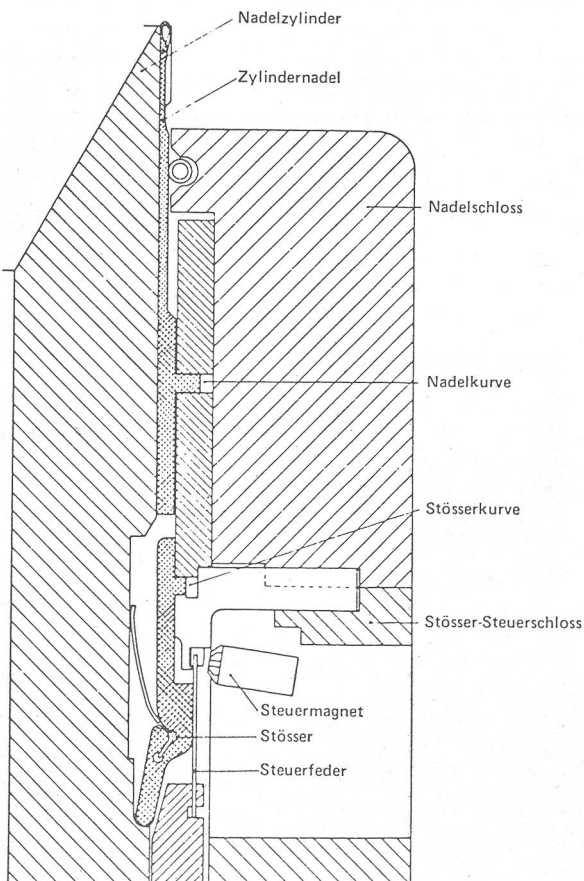 Nadelzylinder
Zylindernadel
Nadelschloss
Nadelkurve
Stösserkurve
Stösser-Steuerschloss
Steuermagnet
Stösser
Steuerfeder